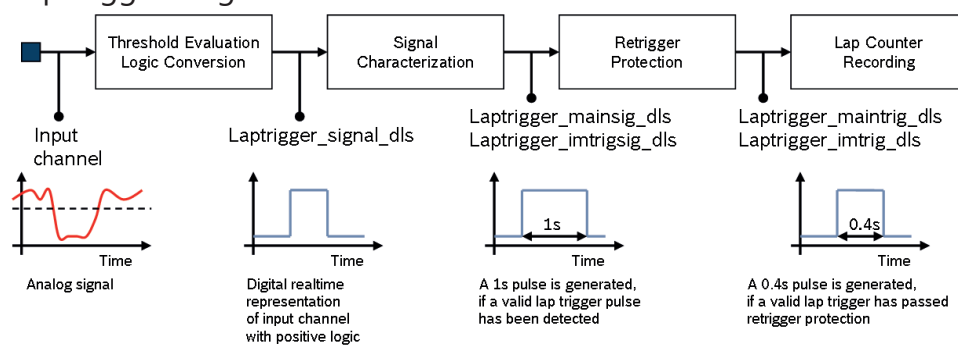 Threshold Evaluation
Logic Conversion
Signal
Characterization
Retrigger
Protection
Lap Counter
Recording
Input
channel
Laptrigger_signal_dls
Laptrigger_mainsig_dls
Laptrigger_imtrigsig_dls
Laptrigger_maintrig_dls
Laptrigger_imtrig_dls
Time
Time
1s
Time
0.4s
Time
Analog signal
Digital realtime
representation
of input channel
with positive logic
A 1s pulse is generated,
if a valid lap trigger pulse
has been detected
A 0.4s pulse is generated,
if a valid lap trigger has passed
retrigger protection